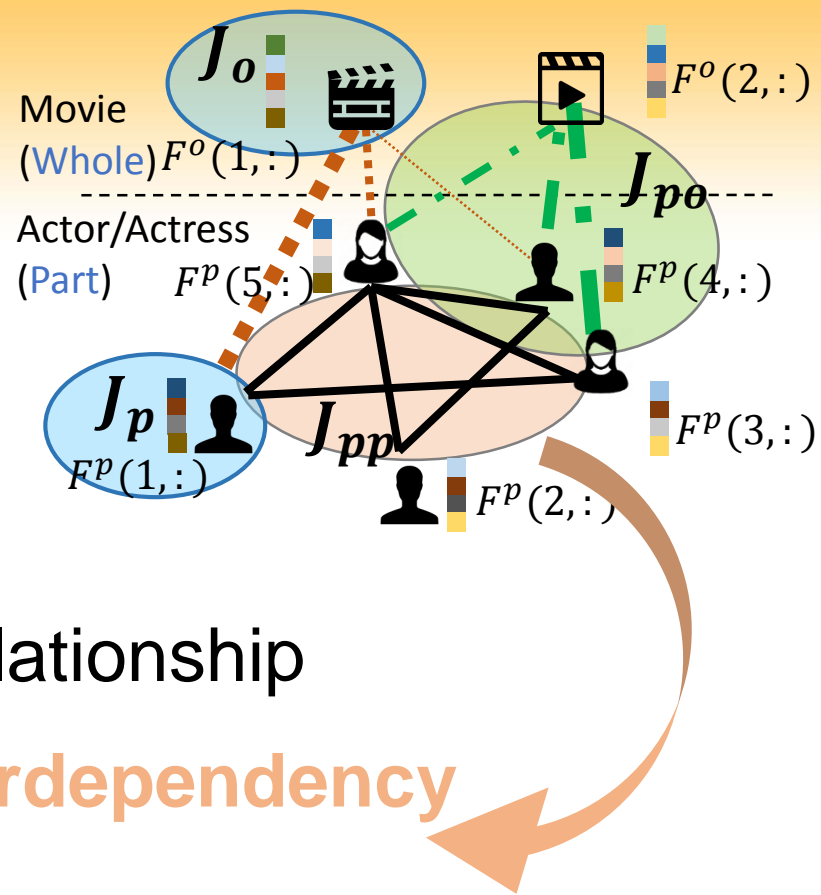 J_o
F^o(2,:)
Movie
(Whole) F^o(1,:)
J_po
Actor/Actress
(Part) F^p(5,:)
F^p(4,:)
J_p
J_pp
F^p(3,:)
F^p(1,:)
F^p(2,:)
lationship
rdependency